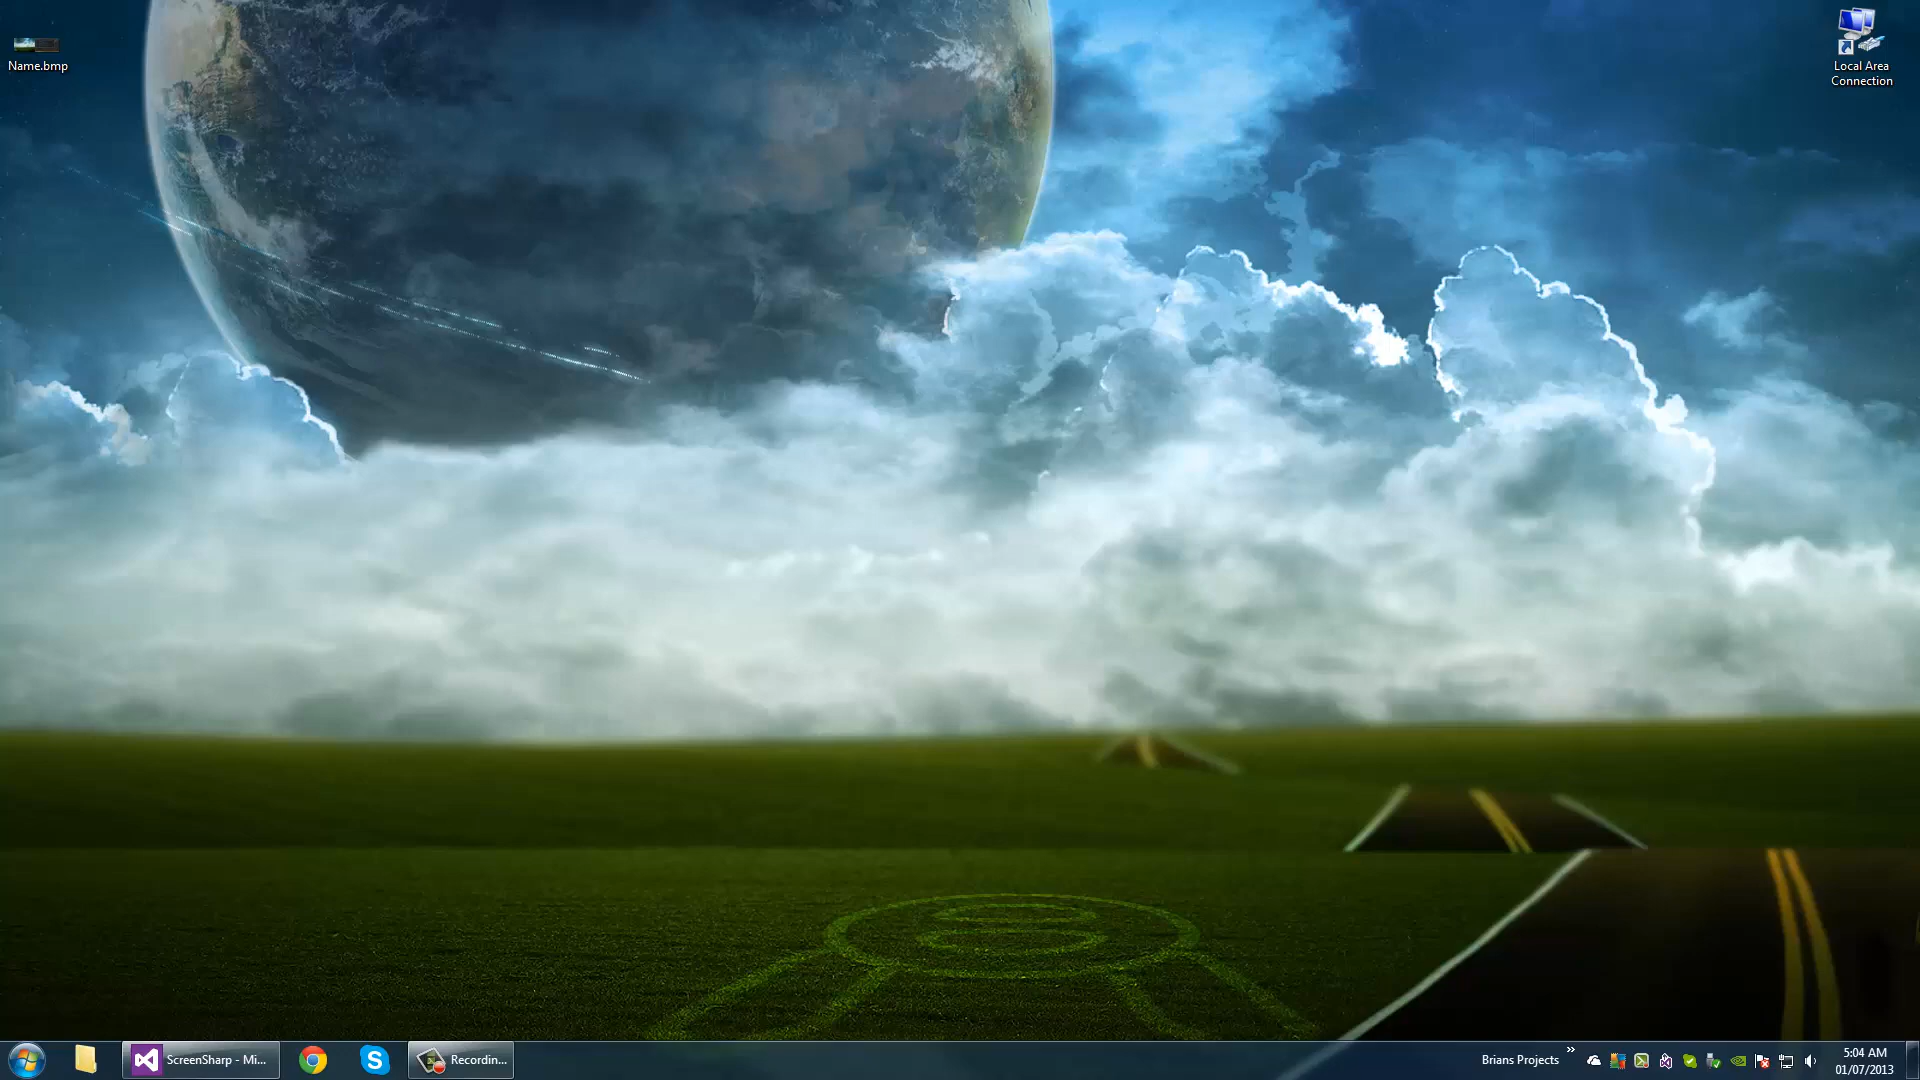 Name.bmp
Local Area
Connection
ScreenSharp - Mi...
Recordin...
Brians Projects
»
5:04 AM
01/07/2013